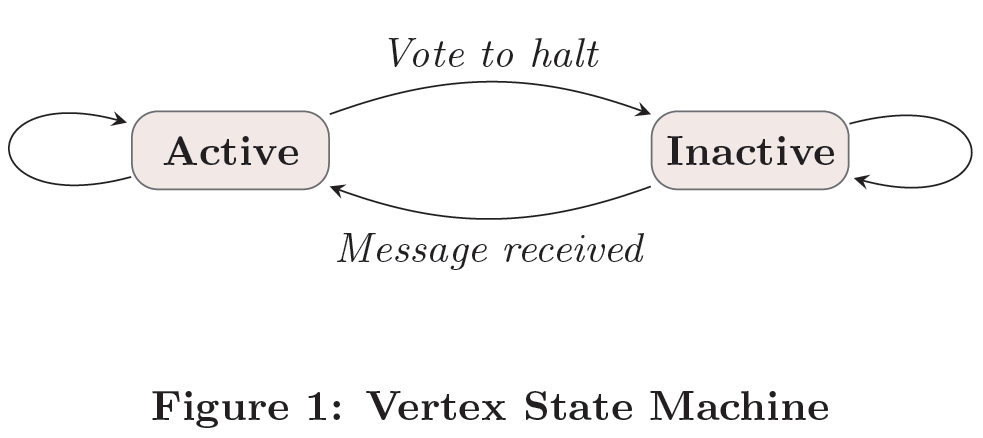 Vote to halt
Active
Inactive
Message received
Figure 1: Vertex State Machine